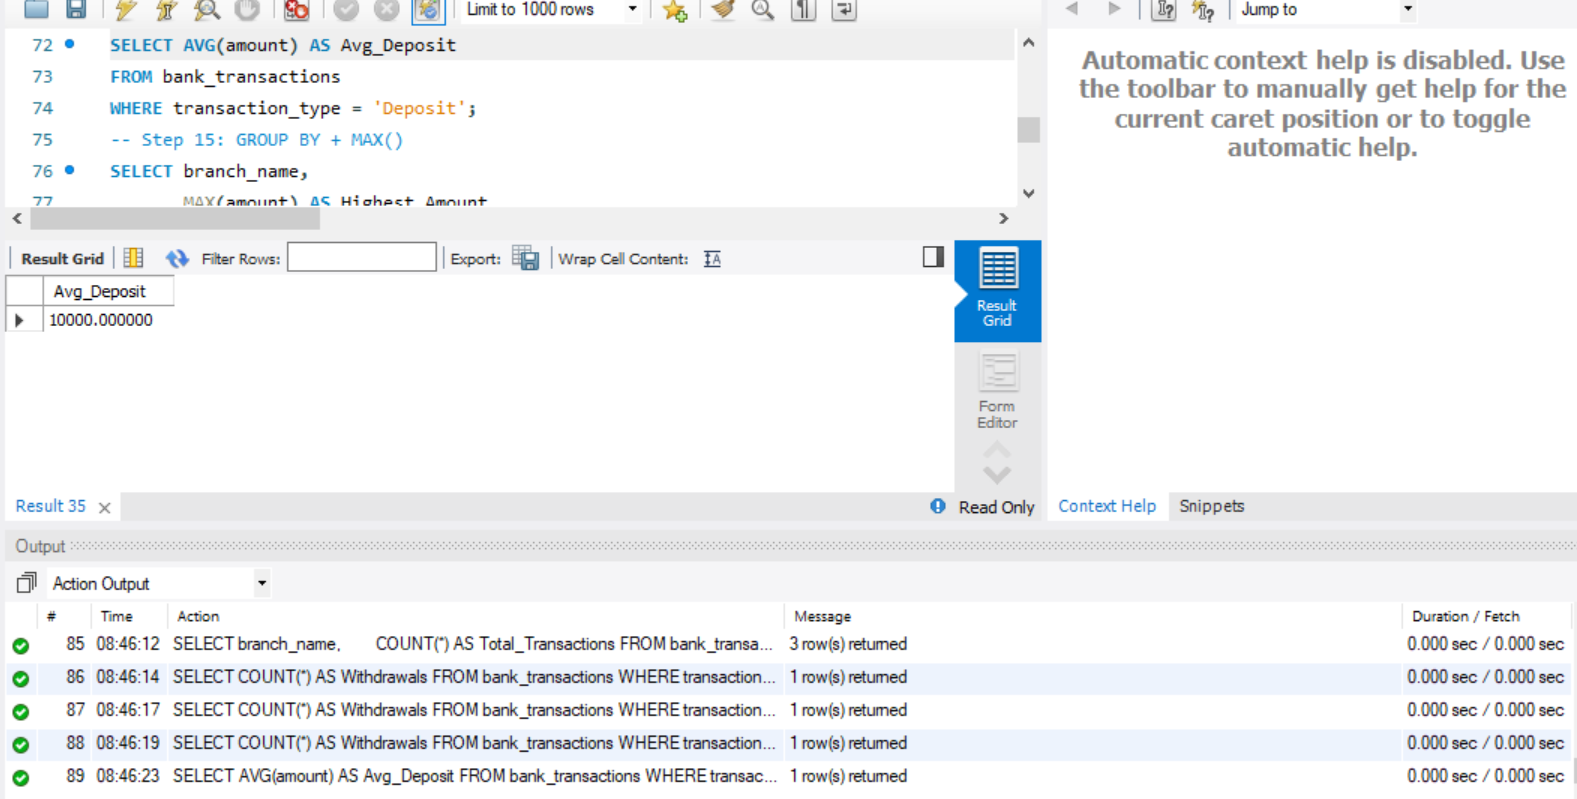 Limit to 1000 rows
Jump to
72 SELECT AVG(amount) AS Avg_Deposit
73 FROM bank_transactions
74 WHERE transaction_type = 'Deposit';
75 -- Step 15: GROUP BY + MAX()
76 SELECT branch_name,
77 MAX(amount) AS Highest_Amount
Automatic context help is disabled. Use
the toolbar to manually get help for the
current caret position or to toggle
automatic help.
Result Grid Filter Rows: Export: Wrap Cell Content:
Avg_Deposit
10000.000000
Result
Grid
Form
Editor
Result 35 Read Only
Context Help Snippets
Output
Action Output
# Time Action Message Duration / Fetch
85 08:46:12 SELECT branch_name, COUNT(*) AS Total_Transactions FROM bank_transa... 3 row(s) returned 0.000 sec / 0.000 sec
86 08:46:14 SELECT COUNT(*) AS Withdrawals FROM bank_transactions WHERE transaction... 1 row(s) returned 0.000 sec / 0.000 sec
87 08:46:17 SELECT COUNT(*) AS Withdrawals FROM bank_transactions WHERE transaction... 1 row(s) returned 0.000 sec / 0.000 sec
88 08:46:19 SELECT COUNT(*) AS Withdrawals FROM bank_transactions WHERE transaction... 1 row(s) returned 0.000 sec / 0.000 sec
89 08:46:23 SELECT AVG(amount) AS Avg_Deposit FROM bank_transactions WHERE transac... 1 row(s) returned 0.000 sec / 0.000 sec